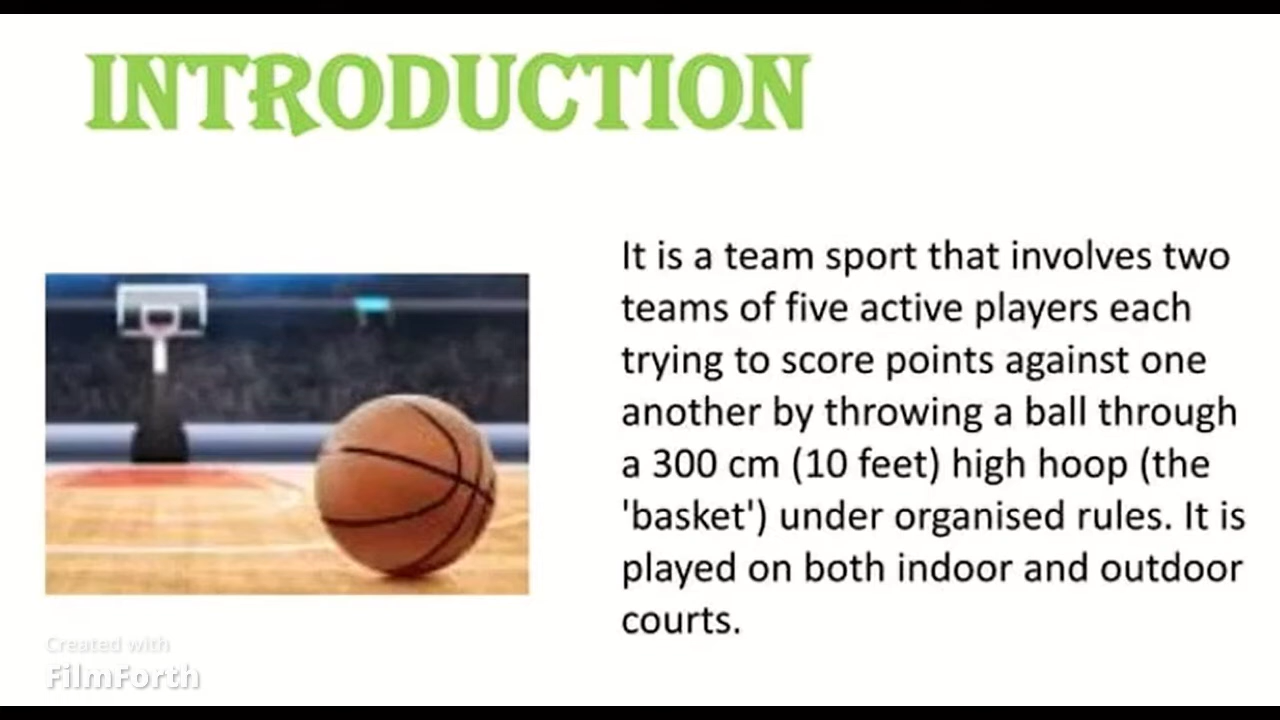 INTRODUCTION
It is a team sport that involves two
teams of five active players each
trying to score points against one
another by throwing a ball through
a 300 cm (10 feet) high hoop (the
'basket') under organised rules. It is
played on both indoor and outdoor
courts.
Created with
FilmForth